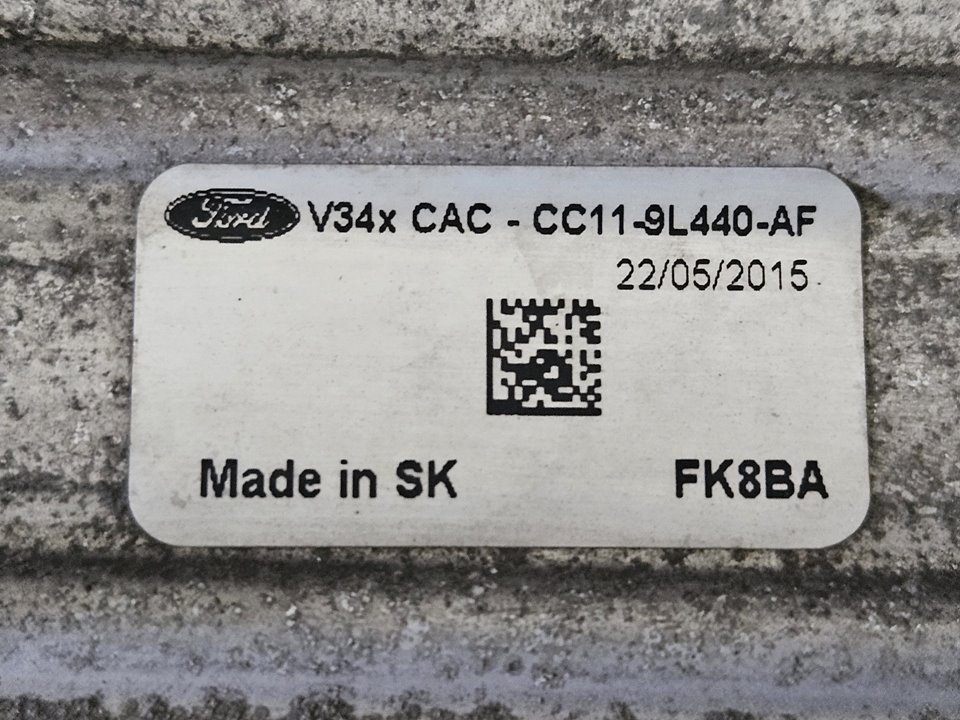 Ford V34x CAC - CC11-9L440-AF
22/05/2015
Made in SK FK8BA